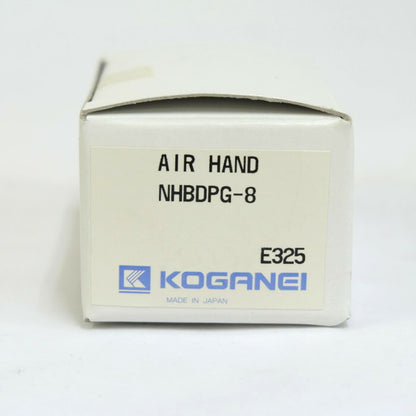 AIR HAND
NHBDPG-8
E325
KOGANEI
MADE IN JAPAN